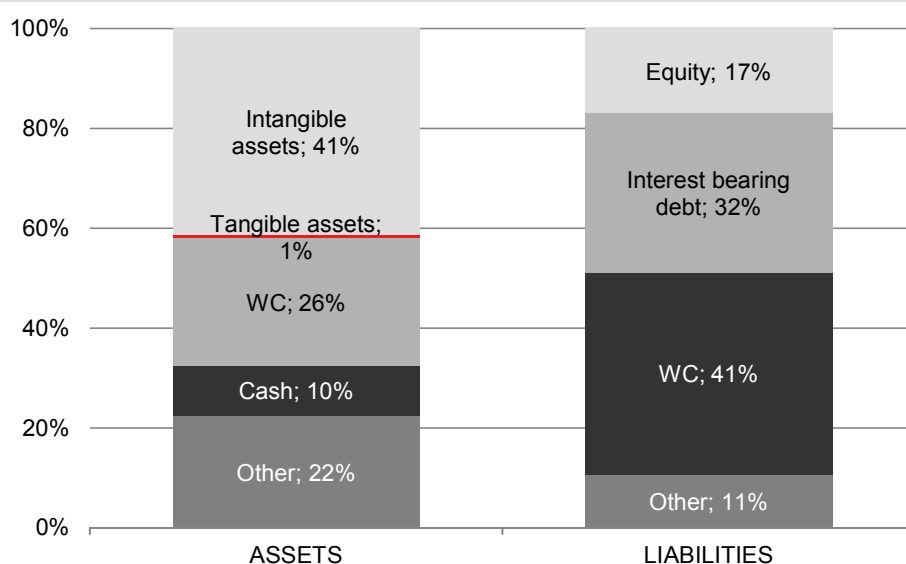 100%
80%
60%
40%
20%
0%
Intangible
assets; 41%
Tangible assets;
1%
WC; 26%
Cash; 10%
Other; 22%
ASSETS
Equity; 17%
Interest bearing
debt; 32%
WC; 41%
Other; 11%
LIABILITIES